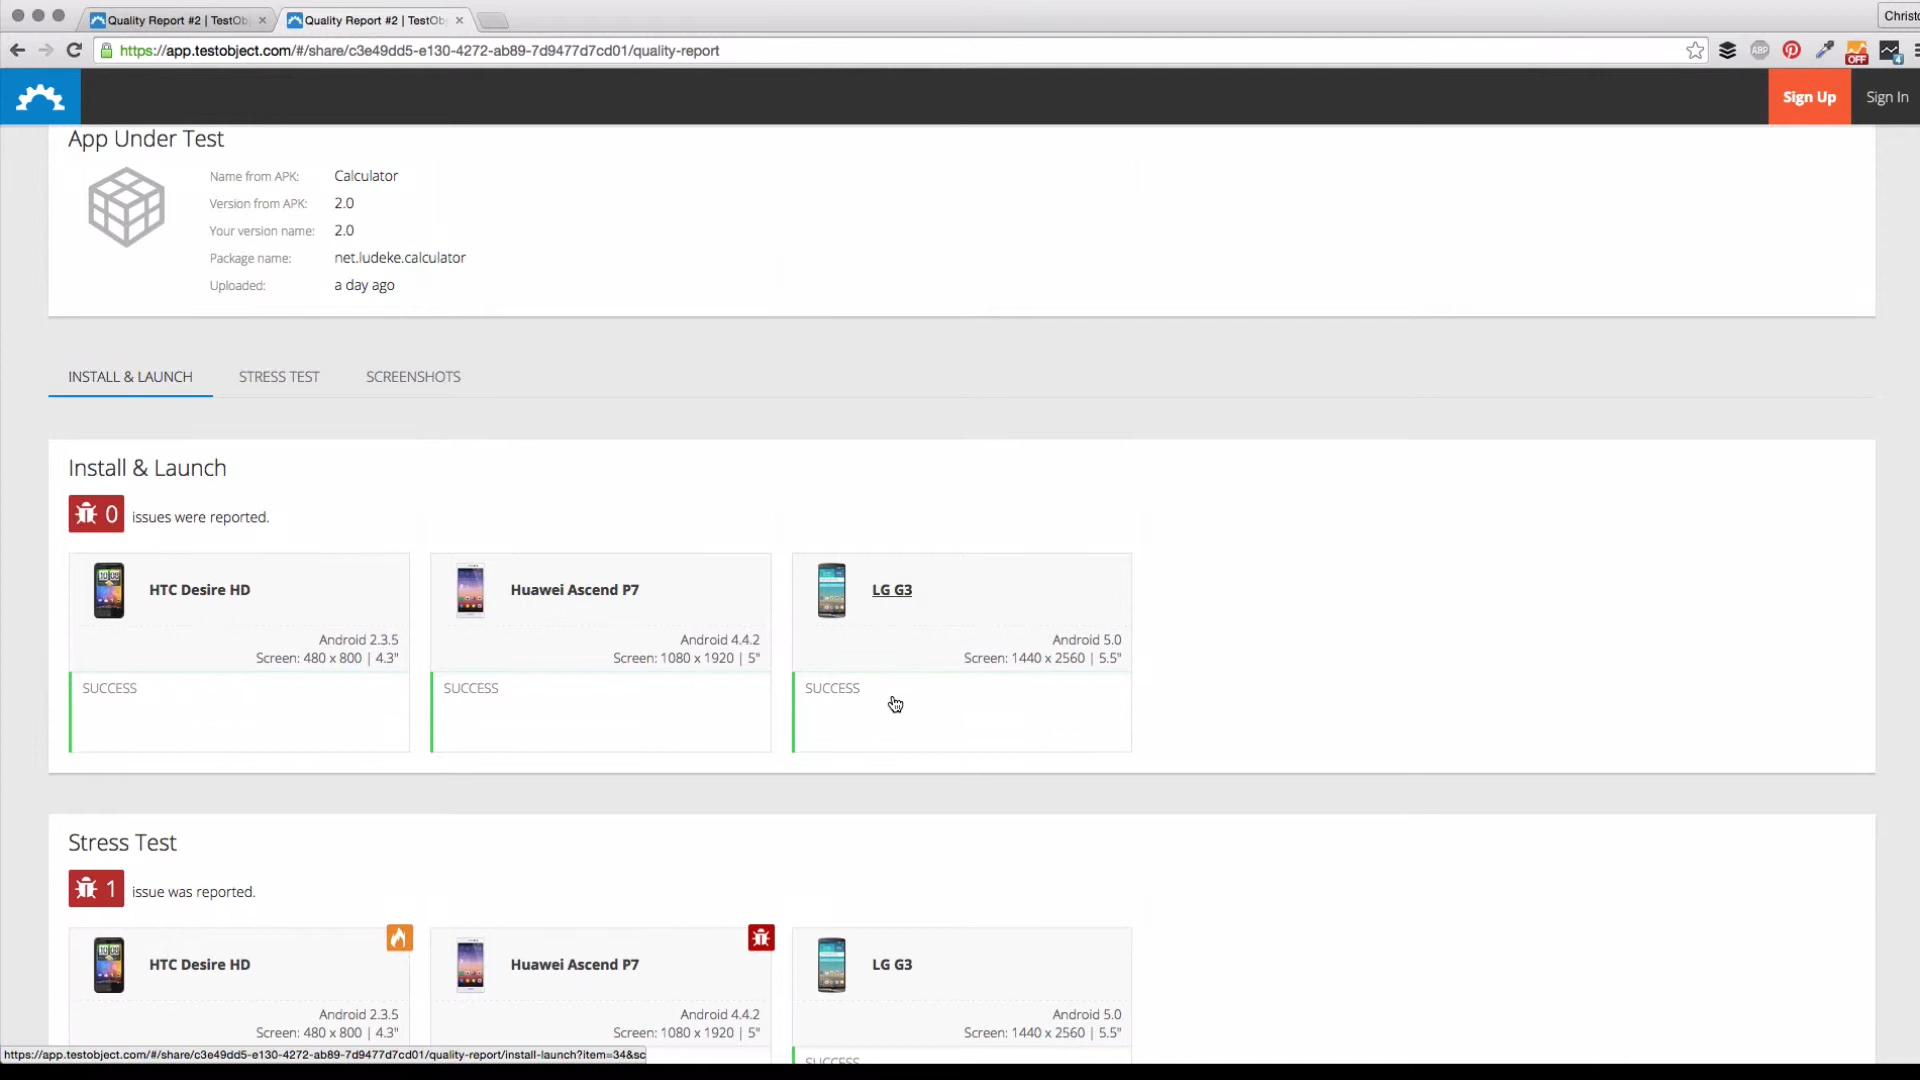 Quality Report #2 | TestOb
Quality Report #2 | TestOb
Christo
https://app.testobject.com/#/share/c3e49dd5-e130-4272-ab89-7d9477d7cd01/quality-report
ABP
OFF
4
Sign Up
Sign In
App Under Test
Name from APK: Calculator
Version from APK: 2.0
Your version name: 2.0
Package name: net.ludeke.calculator
Uploaded: a day ago
INSTALL & LAUNCH STRESS TEST SCREENSHOTS
Install & Launch
0 issues were reported.
HTC Desire HD
Android 2.3.5
Screen: 480 x 800 | 4.3"
SUCCESS
Huawei Ascend P7
Android 4.4.2
Screen: 1080 x 1920 | 5"
SUCCESS
LG G3
Android 5.0
Screen: 1440 x 2560 | 5.5"
SUCCESS
Stress Test
1 issue was reported.
HTC Desire HD
Android 2.3.5
Screen: 480 x 800 | 4.3"
Huawei Ascend P7
Android 4.4.2
Screen: 1080 x 1920 | 5"
LG G3
Android 5.0
Screen: 1440 x 2560 | 5.5"
SUCCESS
https://app.testobject.com/#/share/c3e49dd5-e130-4272-ab89-7d9477d7cd01/quality-report/install-launch?item=34&sc